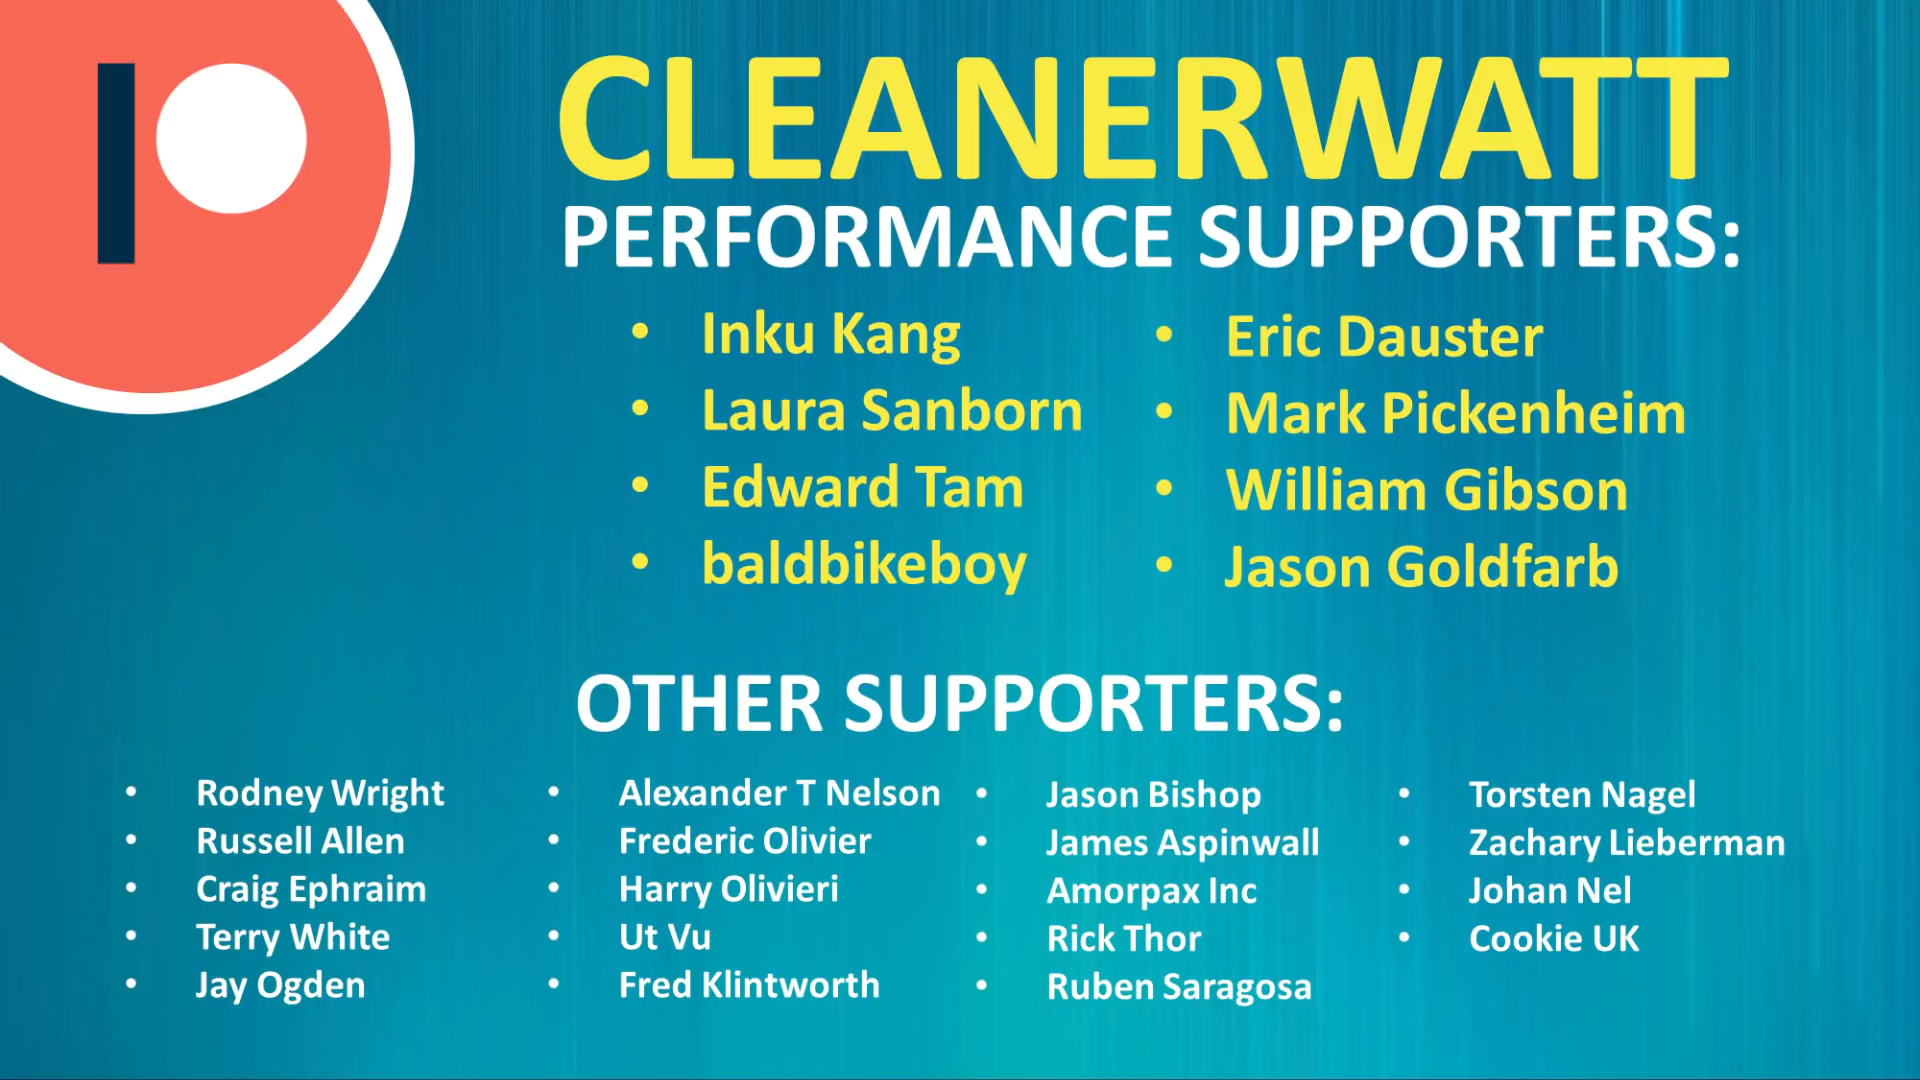 CLEANERWATT
PERFORMANCE SUPPORTERS:
• Inku Kang
• Laura Sanborn
• Edward Tam
• baldbikeboy
• Eric Dauster
• Mark Pickenheim
• William Gibson
• Jason Goldfarb
OTHER SUPPORTERS:
• Rodney Wright
• Russell Allen
• Craig Ephraim
• Terry White
• Jay Ogden
• Alexander T Nelson
• Frederic Olivier
• Harry Olivieri
• Ut Vu
• Fred Klintworth
• Jason Bishop
• James Aspinwall
• Amorpax Inc
• Rick Thor
• Ruben Saragosa
• Torsten Nagel
• Zachary Lieberman
• Johan Nel
• Cookie UK